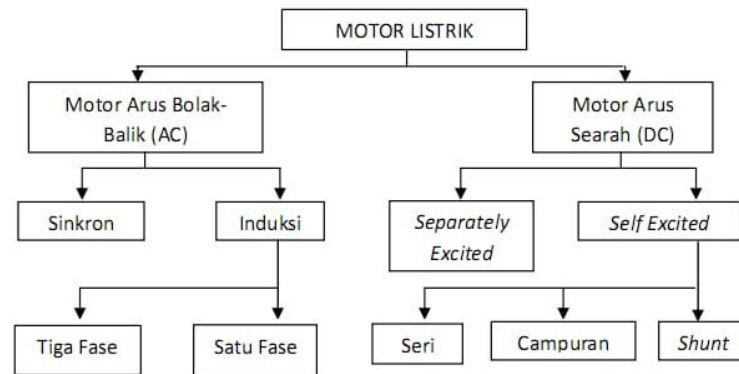 MOTOR LISTRIK
Motor Arus Bolak-
Balik (AC)
Motor Arus
Searah (DC)
Sinkron
Induksi
Separately
Excited
Self Excited
Tiga Fase
Satu Fase
Seri
Campuran
Shunt